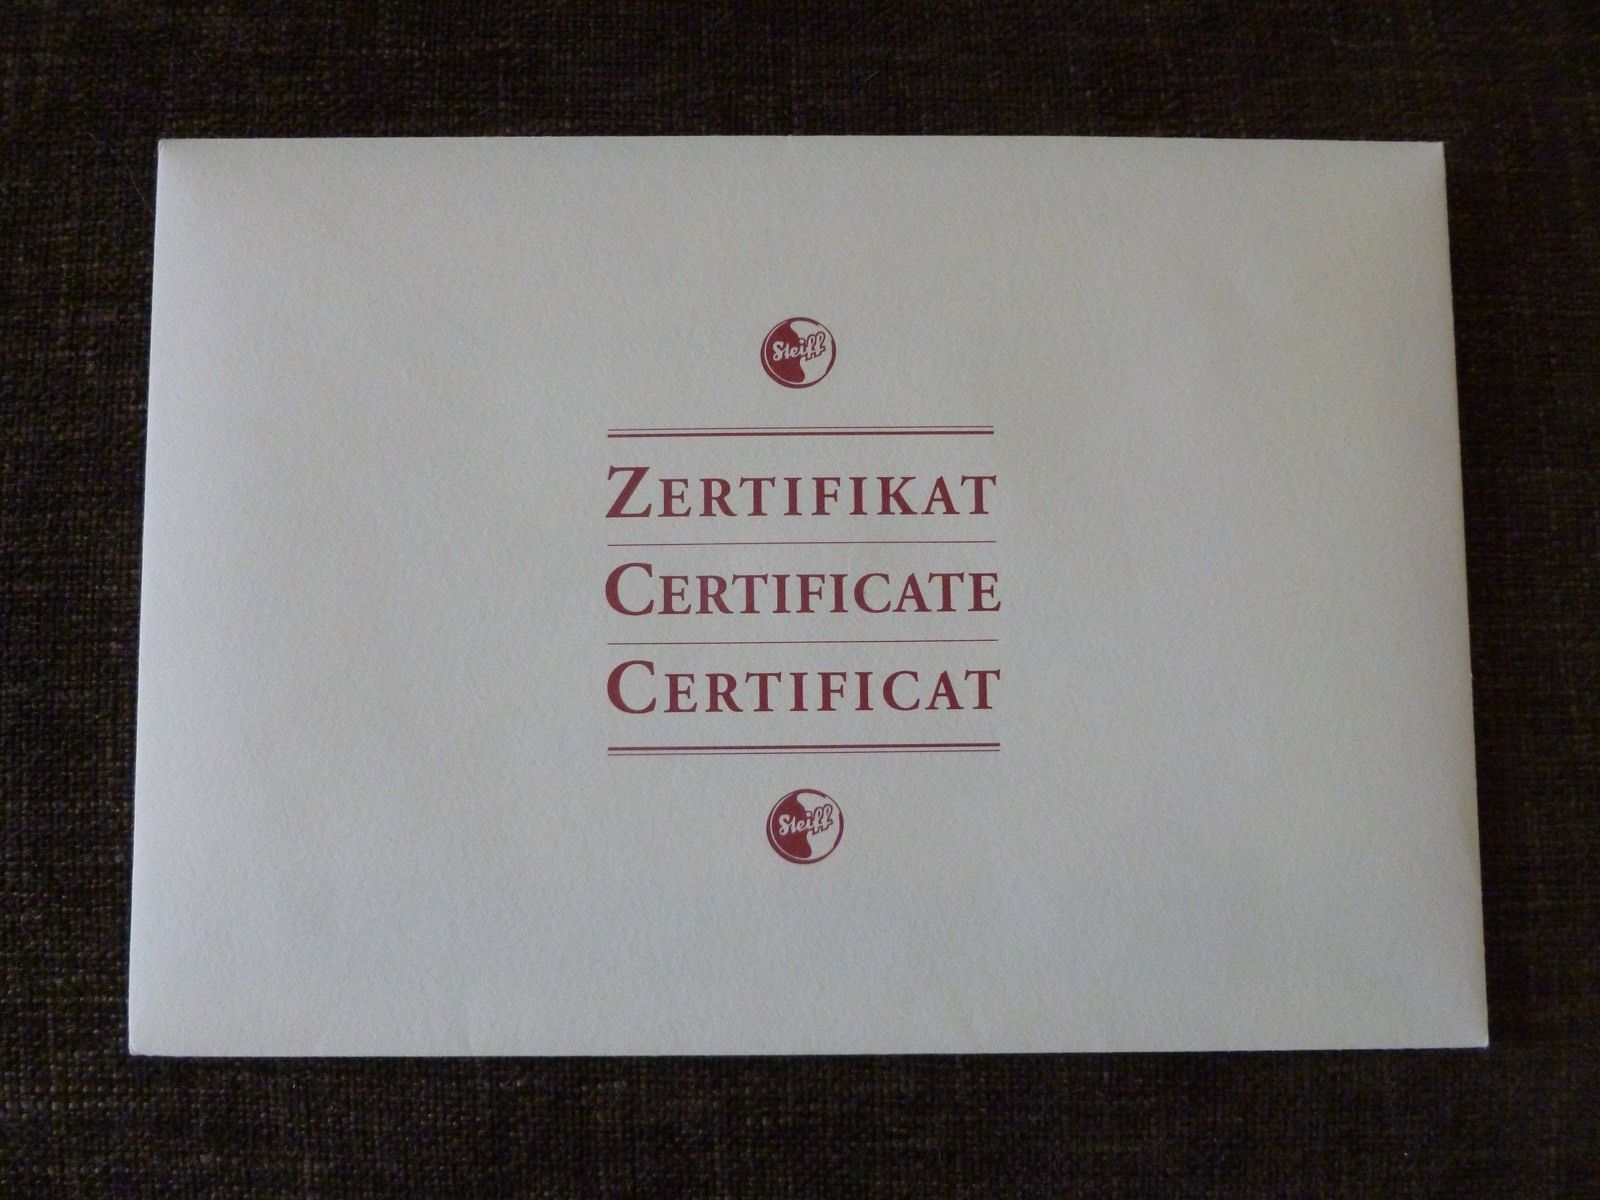 Steiff
ZERTIFIKAT
CERTIFICATE
CERTIFICAT
Steiff